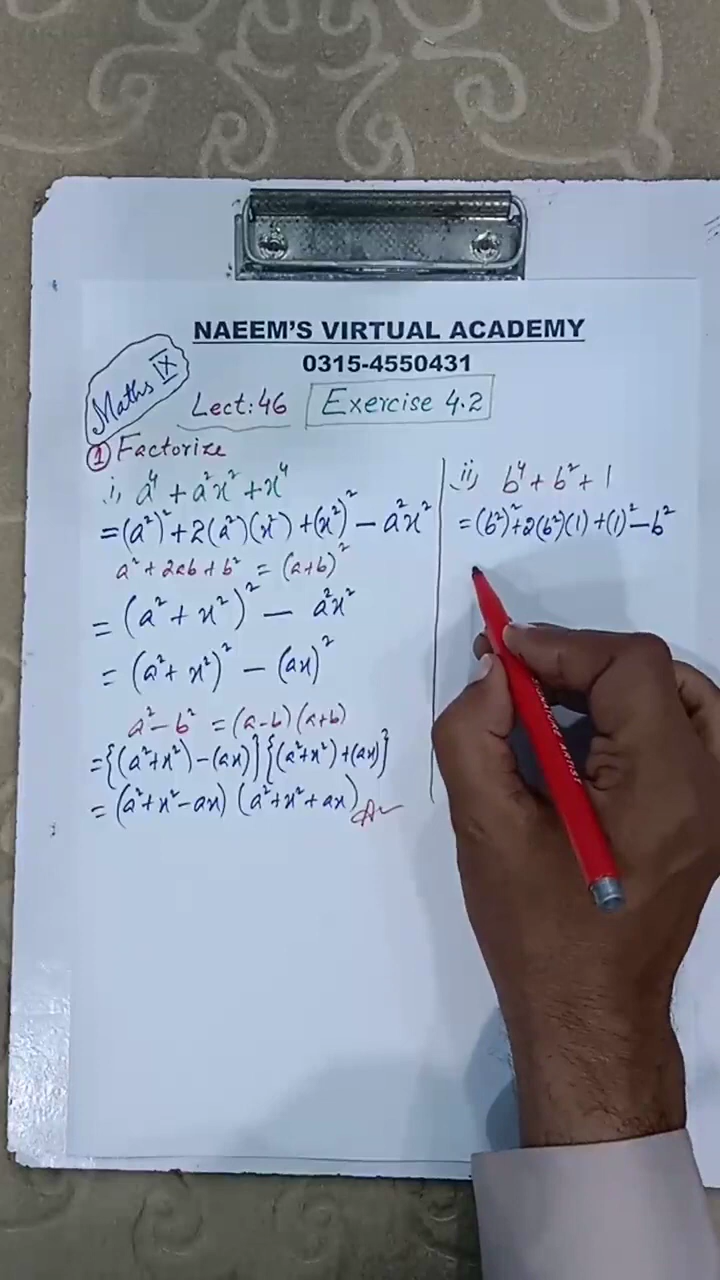 NAEEM'S VIRTUAL ACADEMY
0315-4550431
Maths IX
Lect: 46 Exercise 4.2
① Factorize
i) a⁴ + a²x² + x⁴
= (a²)² + 2(a²)(x²) + (x²)² - a²x²
a² + 2ab + b² = (a+b)²
= (a² + x²)² - a²x²
= (a² + x²)² - (ax)²
a² - b² = (a-b)(a+b)
= {(a²+x²) - (ax)} {(a²+x²) + (ax)}
= (a²+x²-ax) (a²+x²+ax)
ii) b⁴ + b² + 1
= (b²)² + 2(b²)(1) + (1)² - b²
SIGNATURE ARTIST